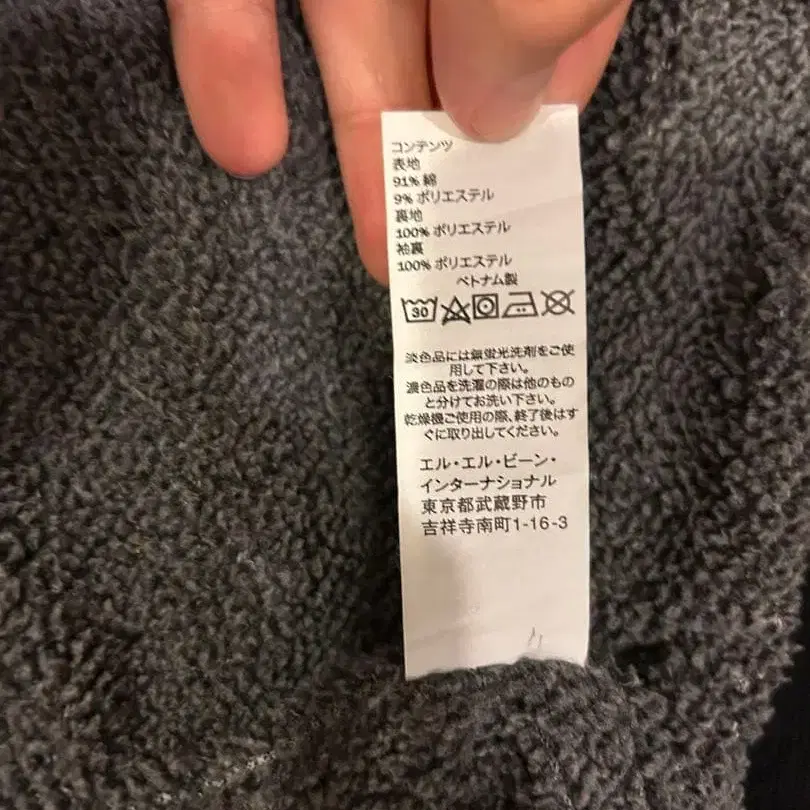 コンテンツ
表地
91% 綿
9% ポリエステル
裏地
100% ポリエステル
袖裏
100% ポリエステル
ベトナム製
30
淡色品には無蛍光洗剤をご使
用して下さい。
濃色品を洗濯の際は他のもの
と分けてお洗い下さい。
乾燥機ご使用の際、終了後はす
ぐに取り出してください。
エル・エル・ビーン・
インターナショナル
東京都武蔵野市
吉祥寺南町1-16-3